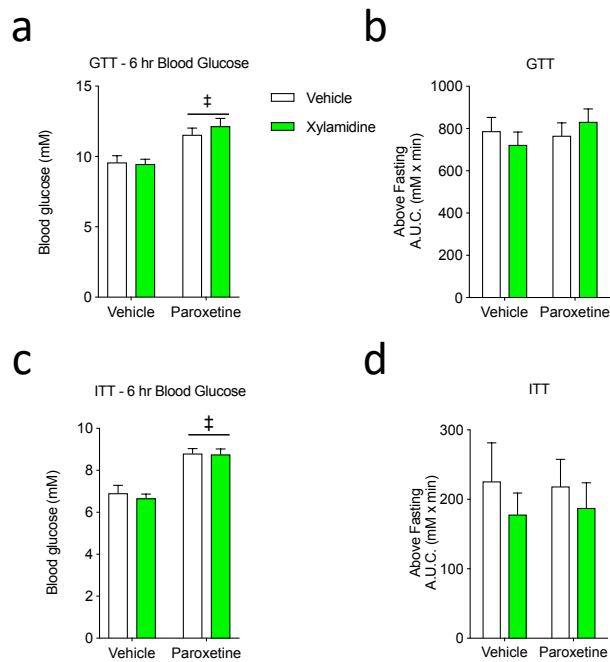 a
GTT - 6 hr Blood Glucose
15
10
5
0
Blood glucose (mM)
‡
Vehicle
Paroxetine
Vehicle
Xylamidine
b
GTT
1000
800
600
400
200
0
Above Fasting
A.U.C. (mM x min)
Vehicle
Paroxetine
c
ITT - 6 hr Blood Glucose
10
8
6
4
2
0
Blood glucose (mM)
‡
Vehicle
Paroxetine
d
ITT
300
200
100
0
Above Fasting
A.U.C. (mM x min)
Vehicle
Paroxetine